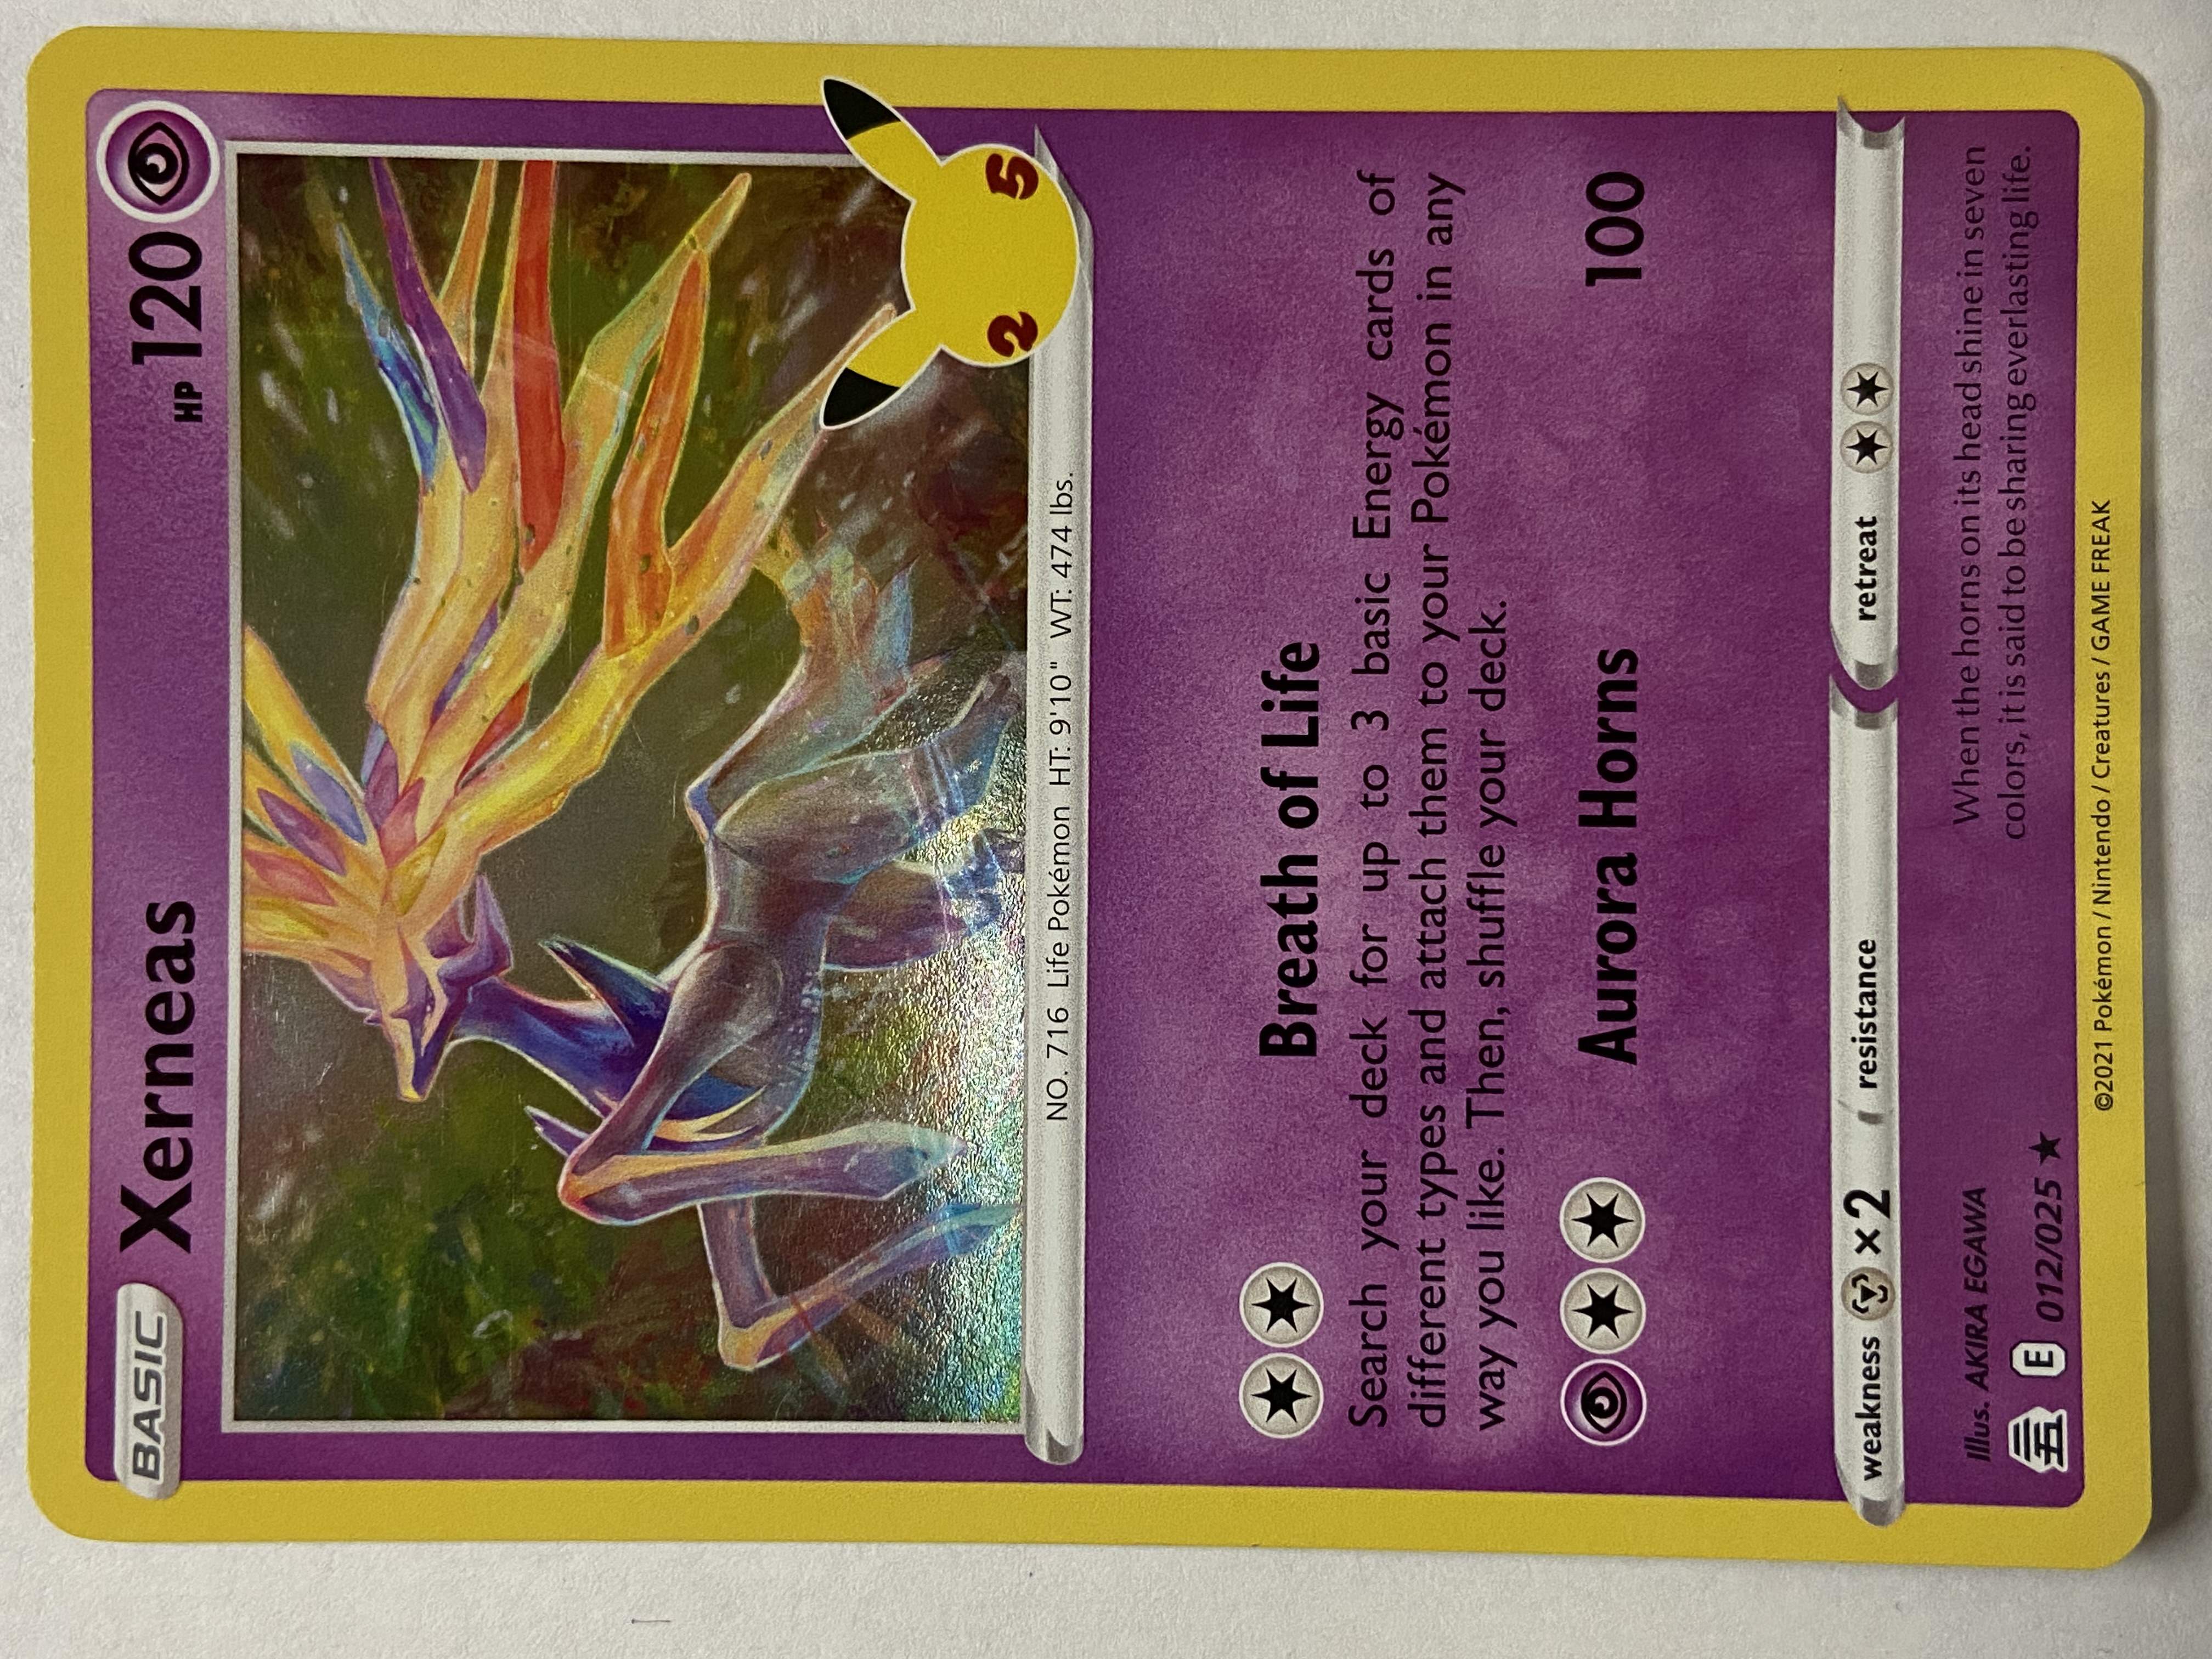 BASIC Xerneas HP 120
2 5
NO. 716 Life Pokémon HT: 9'10" WT: 474 lbs.
Breath of Life
Search your deck for up to 3 basic Energy cards of
different types and attach them to your Pokémon in any
way you like. Then, shuffle your deck.
Aurora Horns 100
weakness ×2 resistance retreat
Illus. AKIRA EGAWA
When the horns on its head shine in seven
colors, it is said to be sharing everlasting life.
E 012/025 ★
©2021 Pokémon / Nintendo / Creatures / GAME FREAK